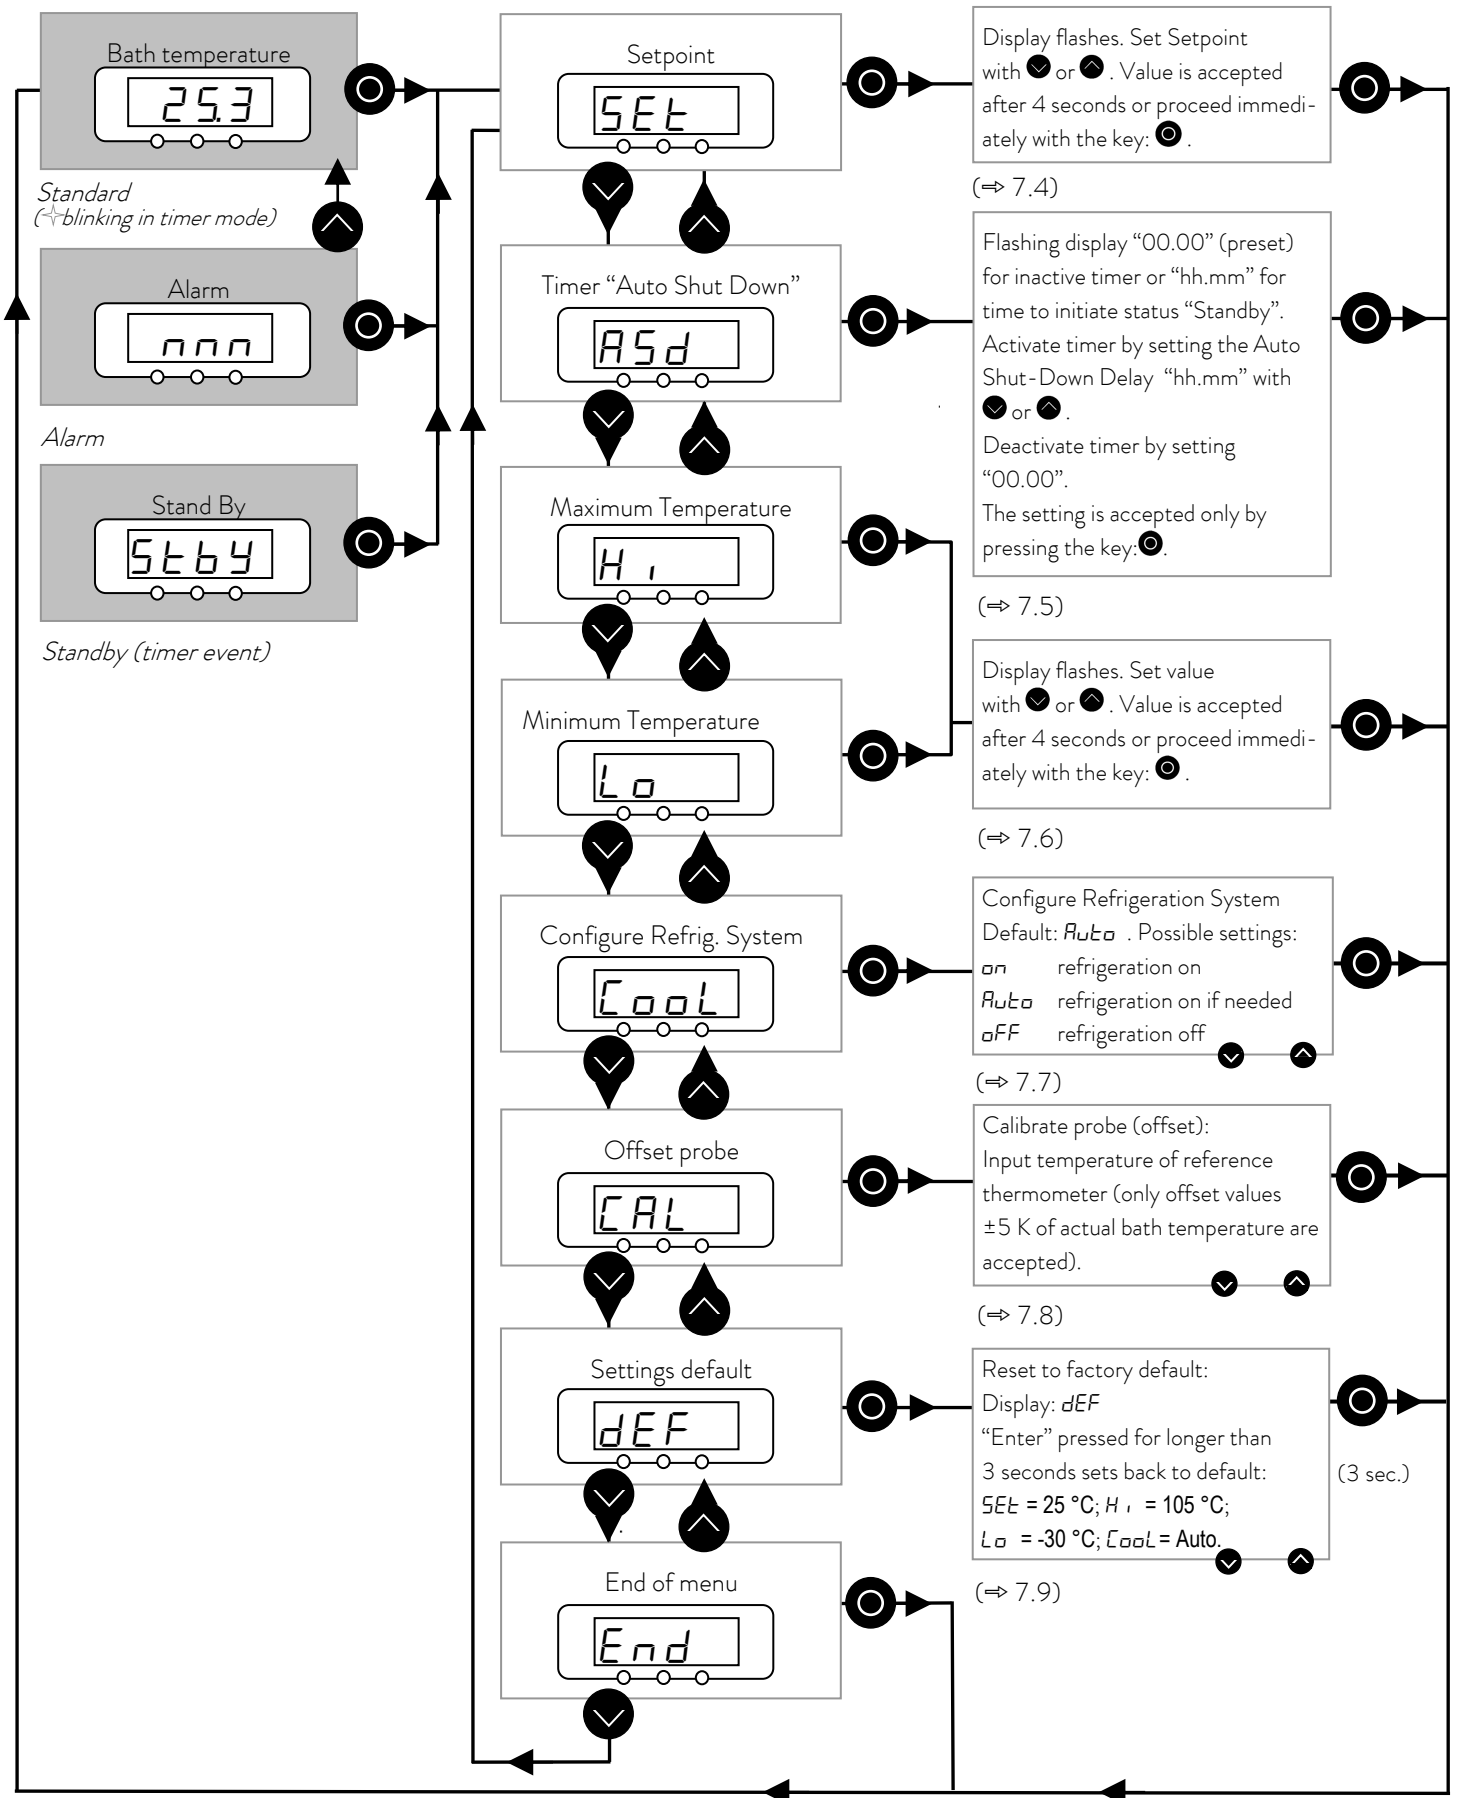 Bath temperature
25.3
Standard
(blinking in timer mode)
Alarm
nnn
Alarm
Stand By
Stby
Standby (timer event)
Setpoint
SEt
Timer “Auto Shut Down”
ASd
Maximum Temperature
Hi
Minimum Temperature
Lo
Configure Refrig. System
CooL
Offset probe
CAL
Settings default
dEF
End of menu
End
Display flashes. Set Setpoint
with or . Value is accepted
after 4 seconds or proceed immedi-
ately with the key: .
(⇨ 7.4)
Flashing display “00.00” (preset)
for inactive timer or “hh.mm” for
time to initiate status “Standby”.
Activate timer by setting the Auto
Shut-Down Delay “hh.mm” with
or .
Deactivate timer by setting
“00.00”.
The setting is accepted only by
pressing the key: .
(⇨ 7.5)
Display flashes. Set value
with or . Value is accepted
after 4 seconds or proceed immedi-
ately with the key: .
(⇨ 7.6)
Configure Refrigeration System
Default: Auto . Possible settings:
on refrigeration on
Auto refrigeration on if needed
oFF refrigeration off
(⇨ 7.7)
Calibrate probe (offset):
Input temperature of reference
thermometer (only offset values
±5 K of actual bath temperature are
accepted).
(⇨ 7.8)
Reset to factory default:
Display: dEF
“Enter” pressed for longer than
3 seconds sets back to default:
SEt = 25 °C; Hi = 105 °C;
Lo = -30 °C; CooL = Auto.
(3 sec.)
(⇨ 7.9)